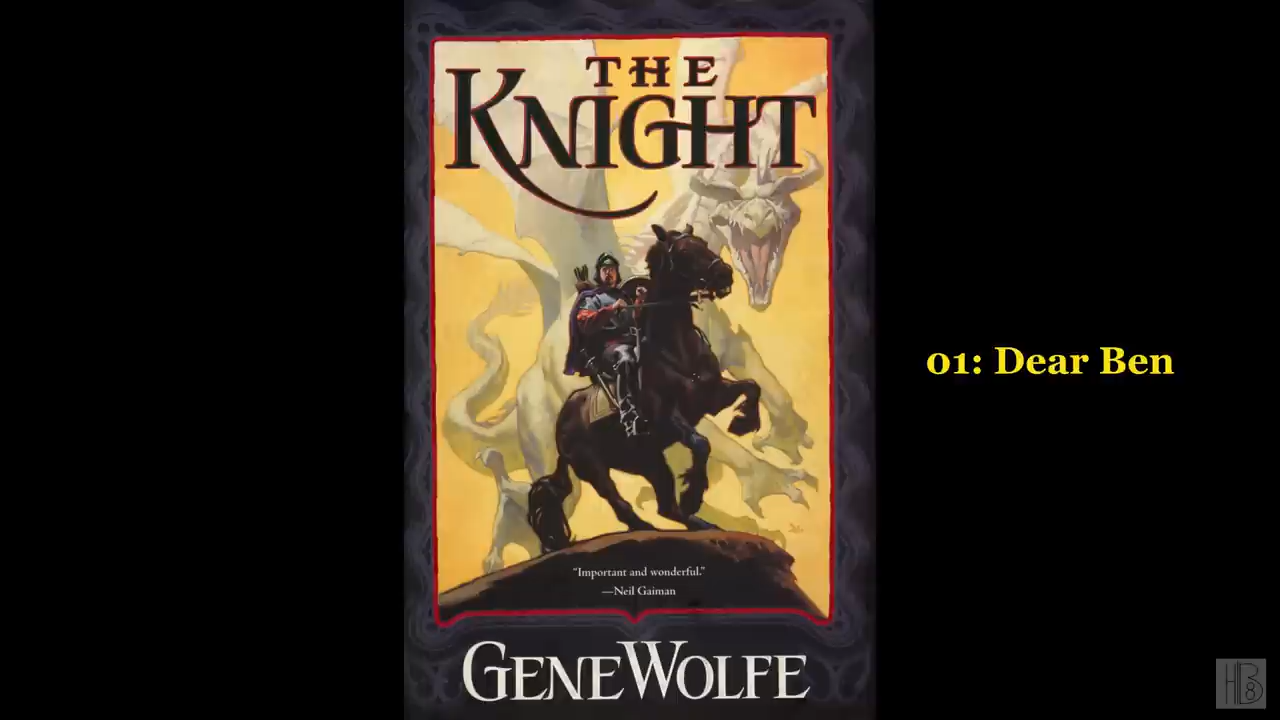 THE
KNIGHT
01: Dear Ben
“Important and wonderful.”
—Neil Gaiman
GENE WOLFE